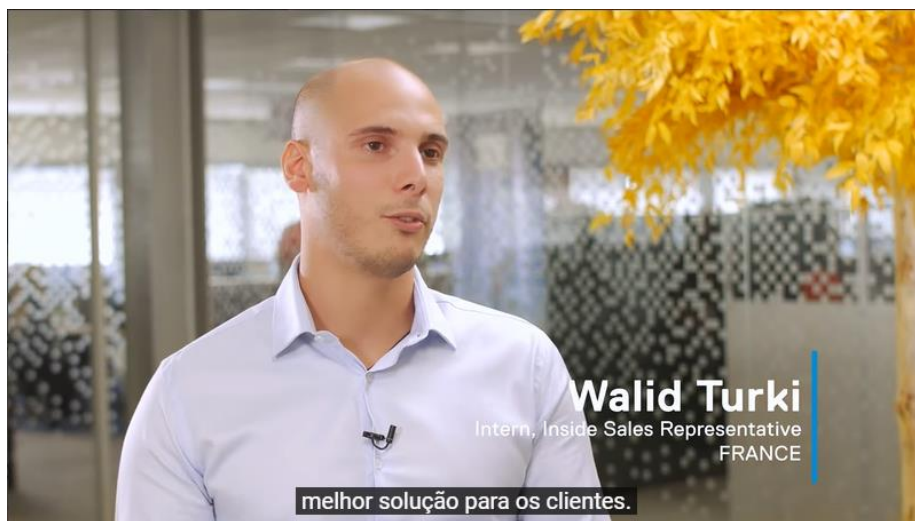 Walid Turki
Intern, Inside Sales Representative
FRANCE
melhor solução para os clientes.